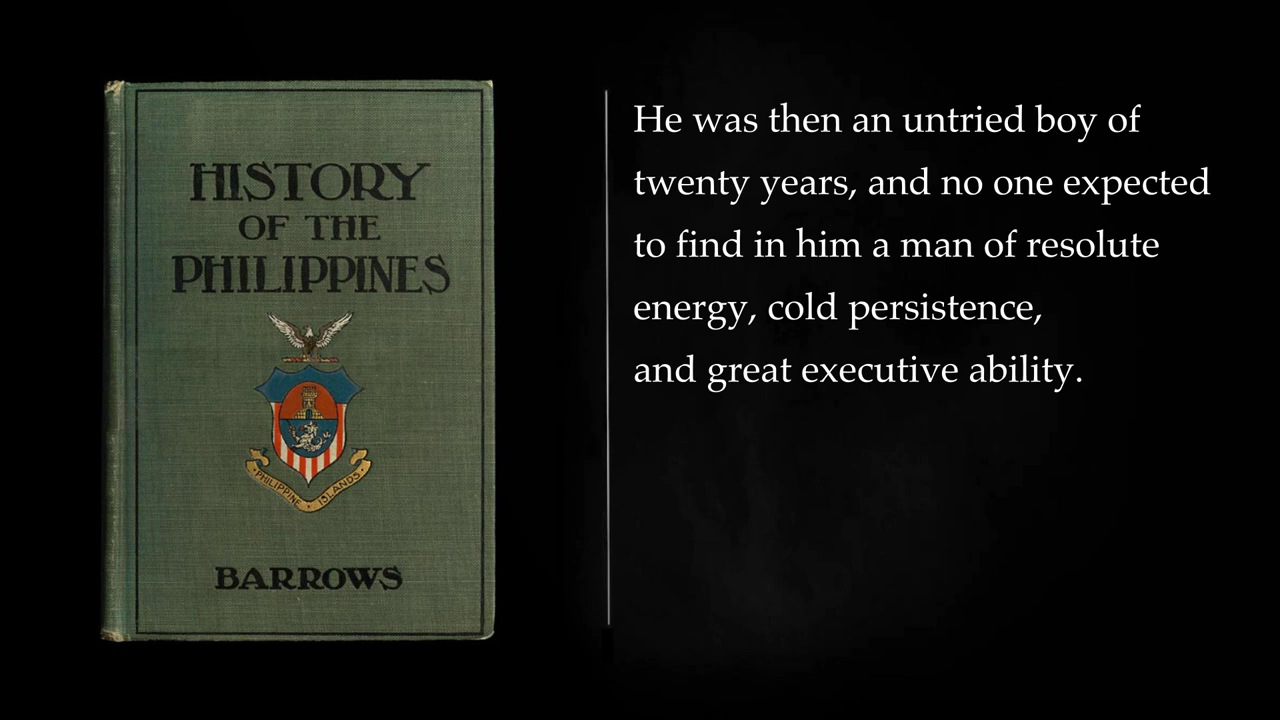 HISTORY
OF THE
PHILIPPINES
PHILIPPINE ISLANDS
BARROWS
He was then an untried boy of
twenty years, and no one expected
to find in him a man of resolute
energy, cold persistence,
and great executive ability.